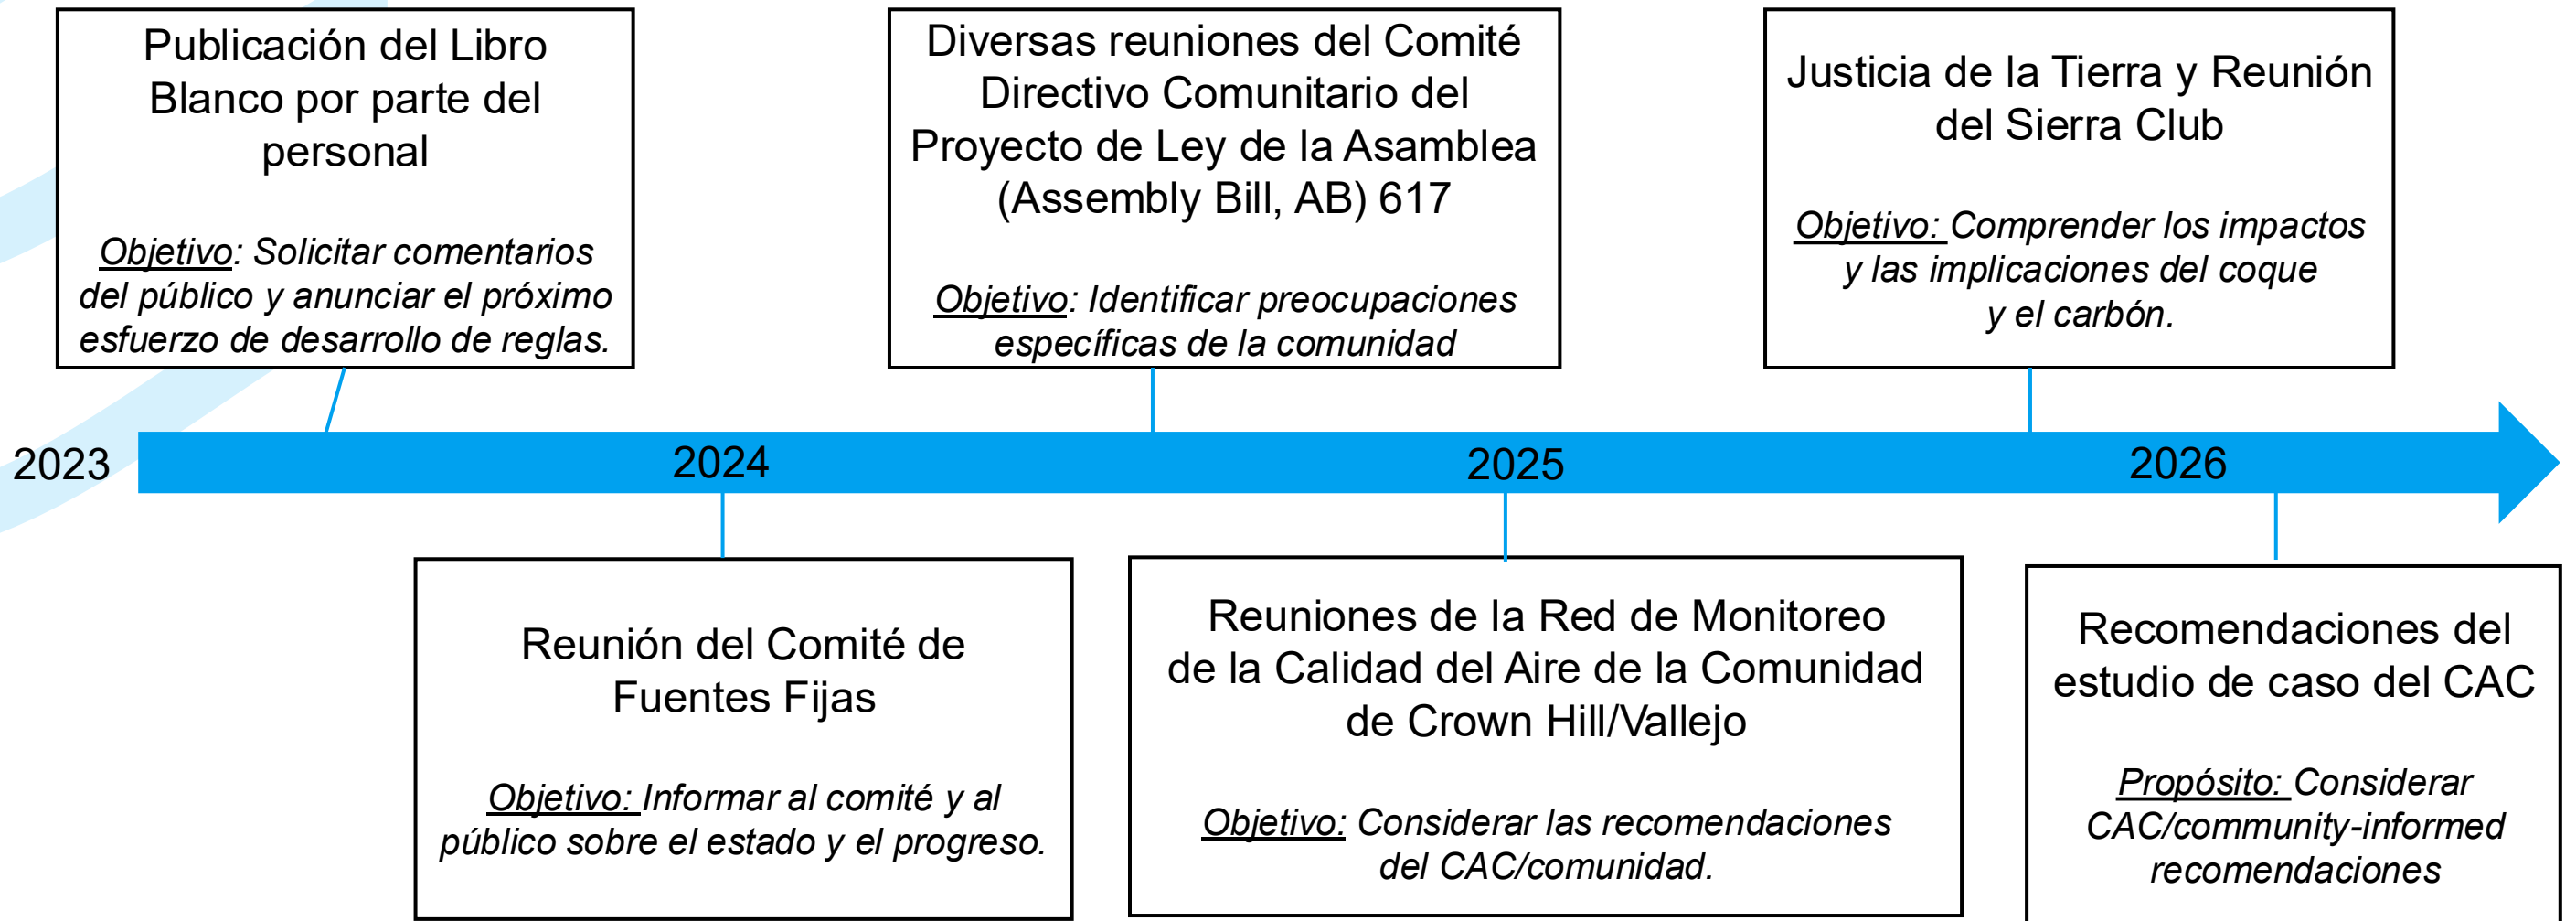 Publicación del Libro
Blanco por parte del
personal
Objetivo: Solicitar comentarios
del público y anunciar el próximo
esfuerzo de desarrollo de reglas.
Diversas reuniones del Comité
Directivo Comunitario del
Proyecto de Ley de la Asamblea
(Assembly Bill, AB) 617
Objetivo: Identificar preocupaciones
específicas de la comunidad
Justicia de la Tierra y Reunión
del Sierra Club
Objetivo: Comprender los impactos
y las implicaciones del coque
y el carbón.
2023
2024
2025
2026
Reunión del Comité de
Fuentes Fijas
Objetivo: Informar al comité y al
público sobre el estado y el progreso.
Reuniones de la Red de Monitoreo
de la Calidad del Aire de la Comunidad
de Crown Hill/Vallejo
Objetivo: Considerar las recomendaciones
del CAC/comunidad.
Recomendaciones del
estudio de caso del CAC
Propósito: Considerar
CAC/community-informed
recomendaciones